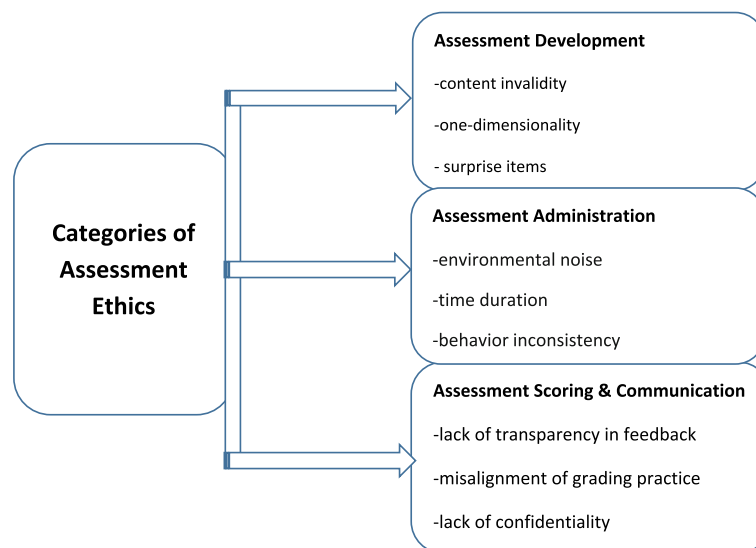 Categories of
Assessment
Ethics
Assessment Development
-content invalidity
-one-dimensionality
- surprise items
Assessment Administration
-environmental noise
-time duration
-behavior inconsistency
Assessment Scoring & Communication
-lack of transparency in feedback
-misalignment of grading practice
-lack of confidentiality